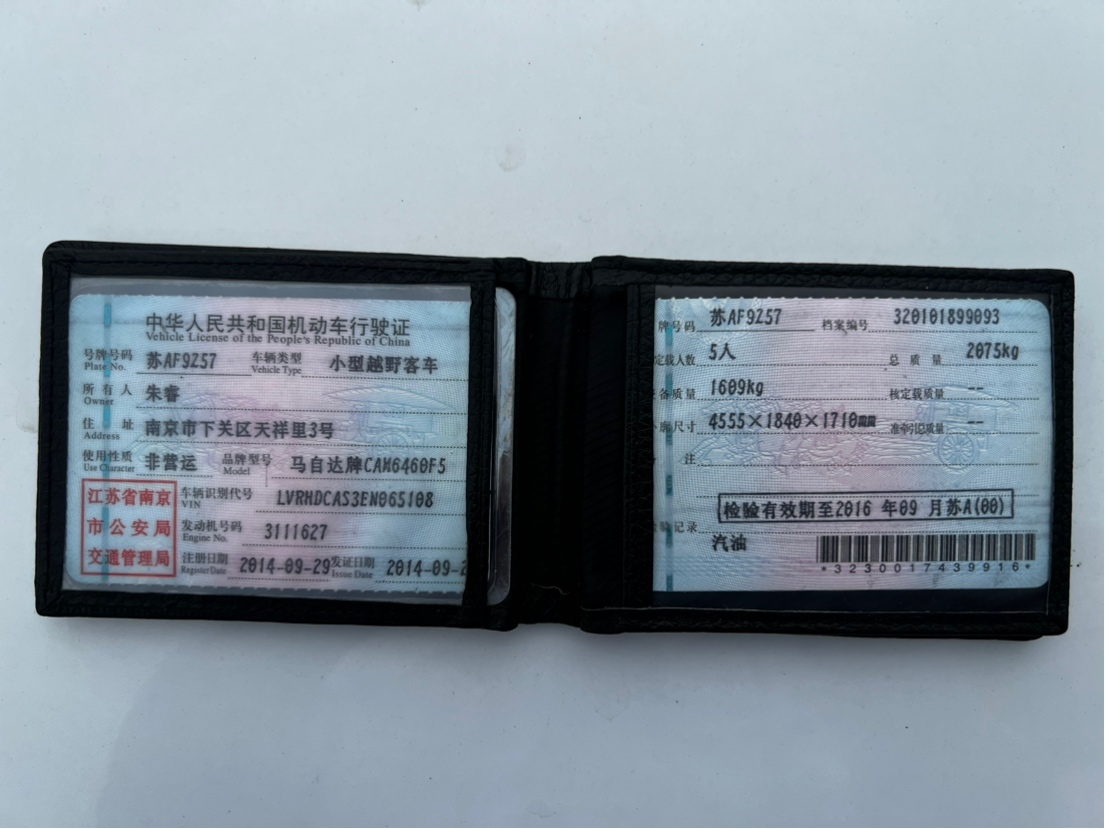 中华人民共和国机动车行驶证
Vehicle License of the People's Republic of China
号牌号码 Plate No. 苏AF9Z57 车辆类型 Vehicle Type 小型越野客车
所有人 Owner 朱睿
住址 Address 南京市下关区天祥里3号
使用性质 Use Character 非营运 品牌型号 Model 马自达牌CAM6460F5
江苏省南京
市公安局
交通管理局
车辆识别代号 VIN LVRHDCAS3EN065108
发动机号码 Engine No. 3111627
注册日期 Register Date 2014-09-29 发证日期 Issue Date 2014-09-2
牌号码 苏AF9Z57 档案编号 320101899093
定载人数 5人 总质量 2075kg
备质量 1609kg 核定载质量 --
廓尺寸 4555×1840×1710mm 准牵引总质量 --
注
检验有效期至2016 年09 月苏A(00)
验记录
汽油
*3230017439916*